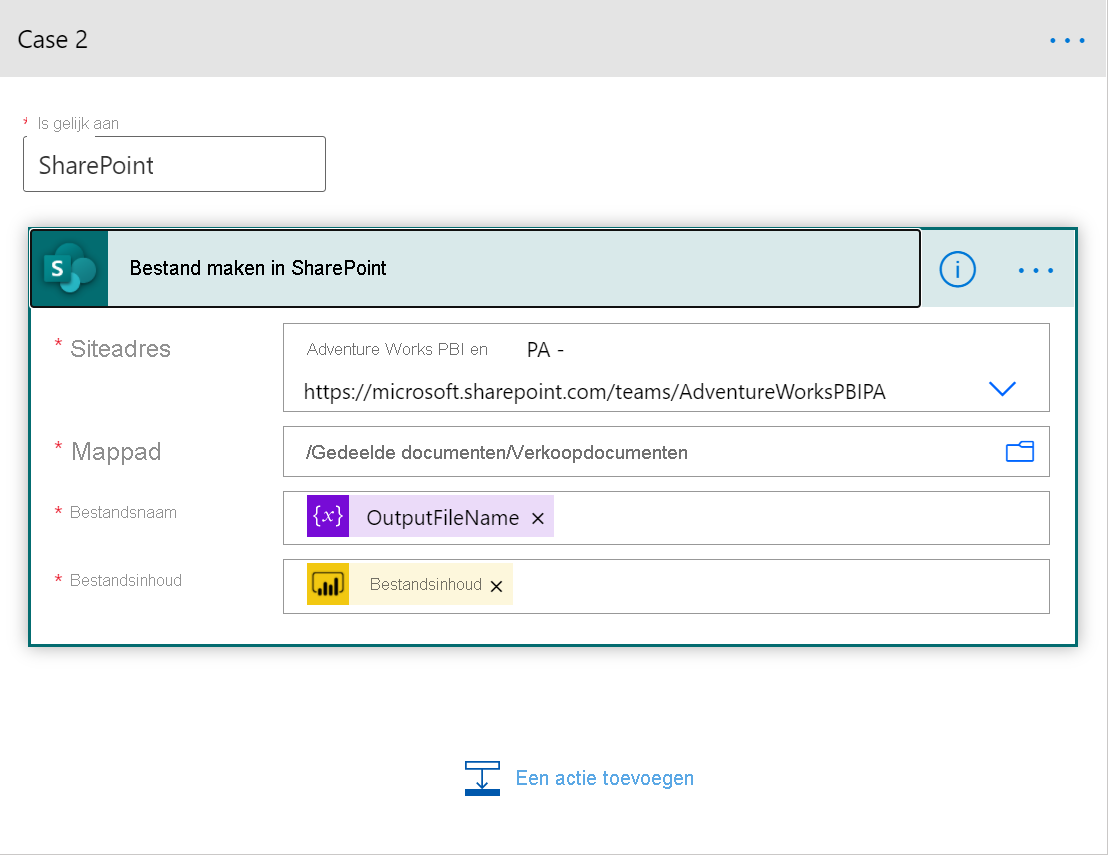 Case 2
* Is gelijk aan
SharePoint
S
Bestand maken in SharePoint
i
* Siteadres
Adventure Works PBI en PA -
https://microsoft.sharepoint.com/teams/AdventureWorksPBIPA
* Mappad
/Gedeelde documenten/Verkoopdocumenten
* Bestandsnaam
{x} OutputFileName ×
* Bestandsinhoud
Bestandsinhoud ×
Een actie toevoegen